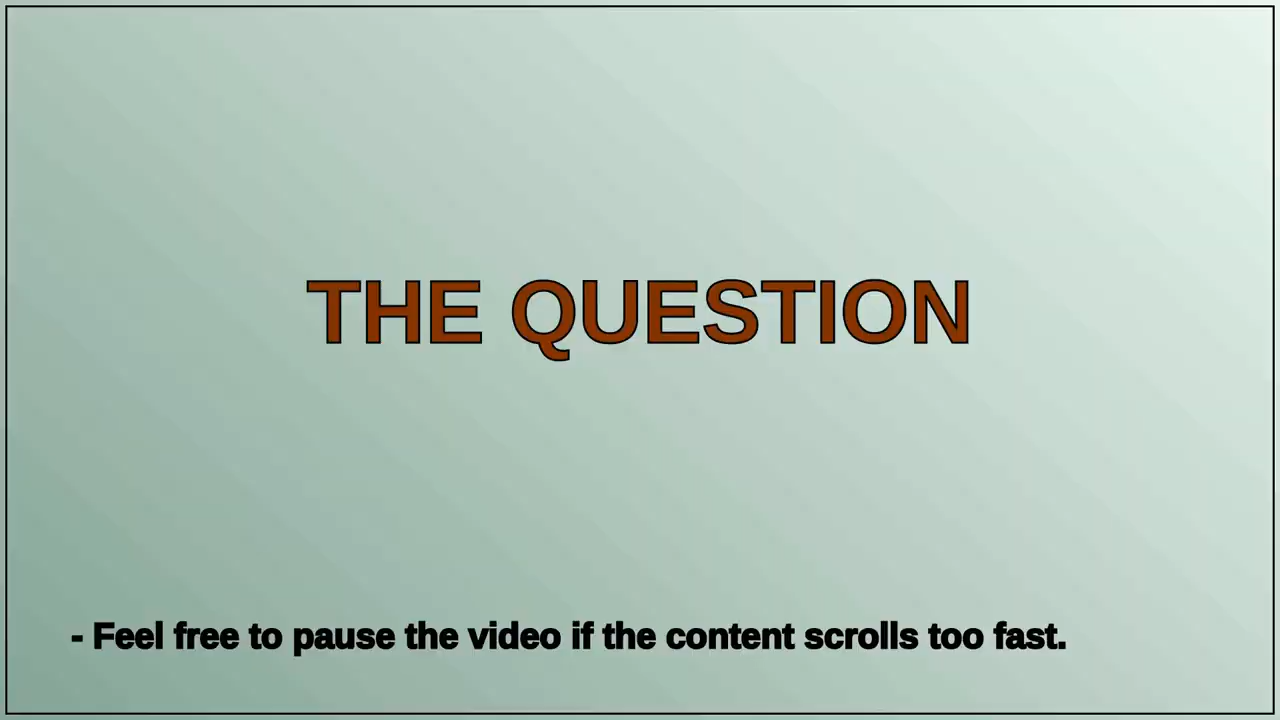 THE QUESTION
- Feel free to pause the video if the content scrolls too fast.